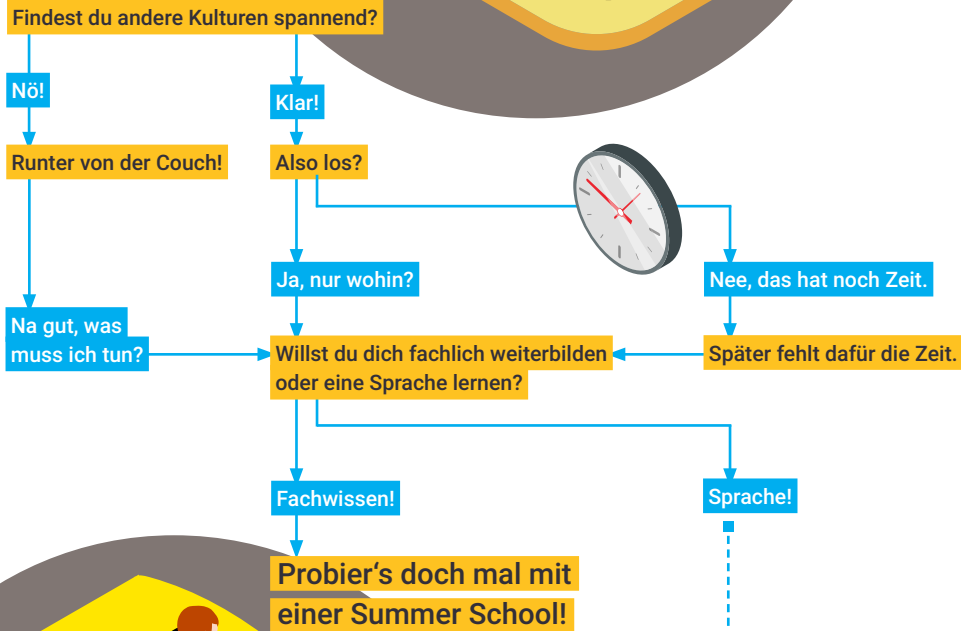 Findest du andere Kulturen spannend?
Nö!
Klar!
Runter von der Couch!
Also los?
Ja, nur wohin?
Nee, das hat noch Zeit.
Na gut, was
muss ich tun?
Willst du dich fachlich weiterbilden
oder eine Sprache lernen?
Später fehlt dafür die Zeit.
Fachwissen!
Sprache!
Probier‘s doch mal mit
einer Summer School!